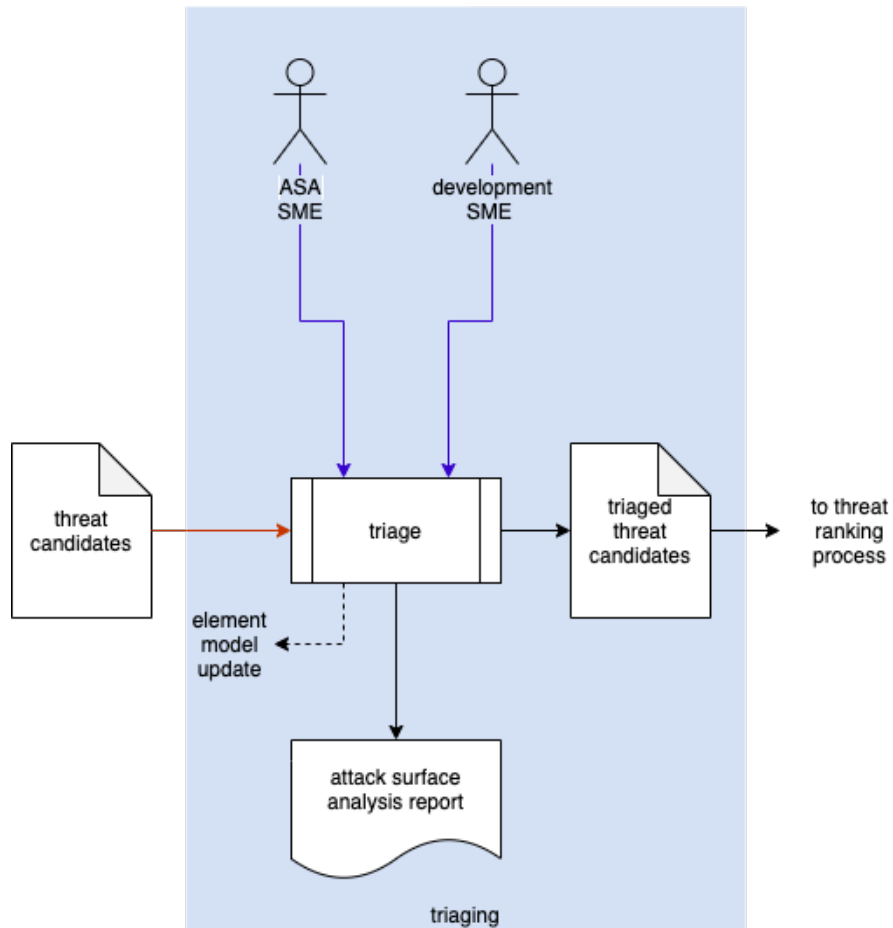 ASA
SME
development
SME
threat
candidates
triage
triaged
threat
candidates
to threat
ranking
process
element
model
update
attack surface
analysis report
triaging